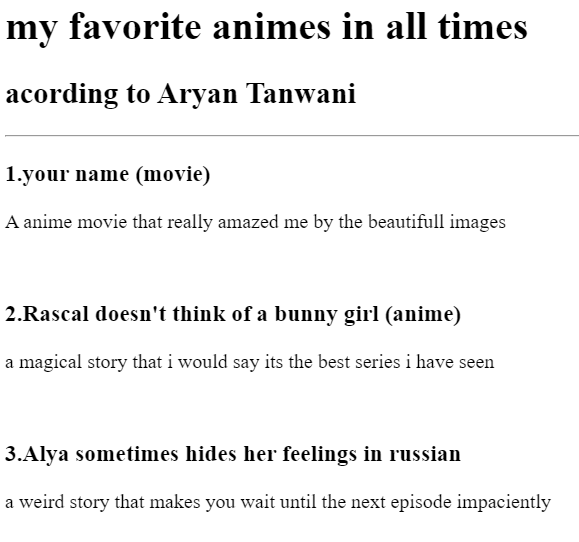 my favorite animes in all times
acording to Aryan Tanwani
1.your name (movie)
A anime movie that really amazed me by the beautifull images
2.Rascal doesn't think of a bunny girl (anime)
a magical story that i would say its the best series i have seen
3.Alya sometimes hides her feelings in russian
a weird story that makes you wait until the next episode impaciently